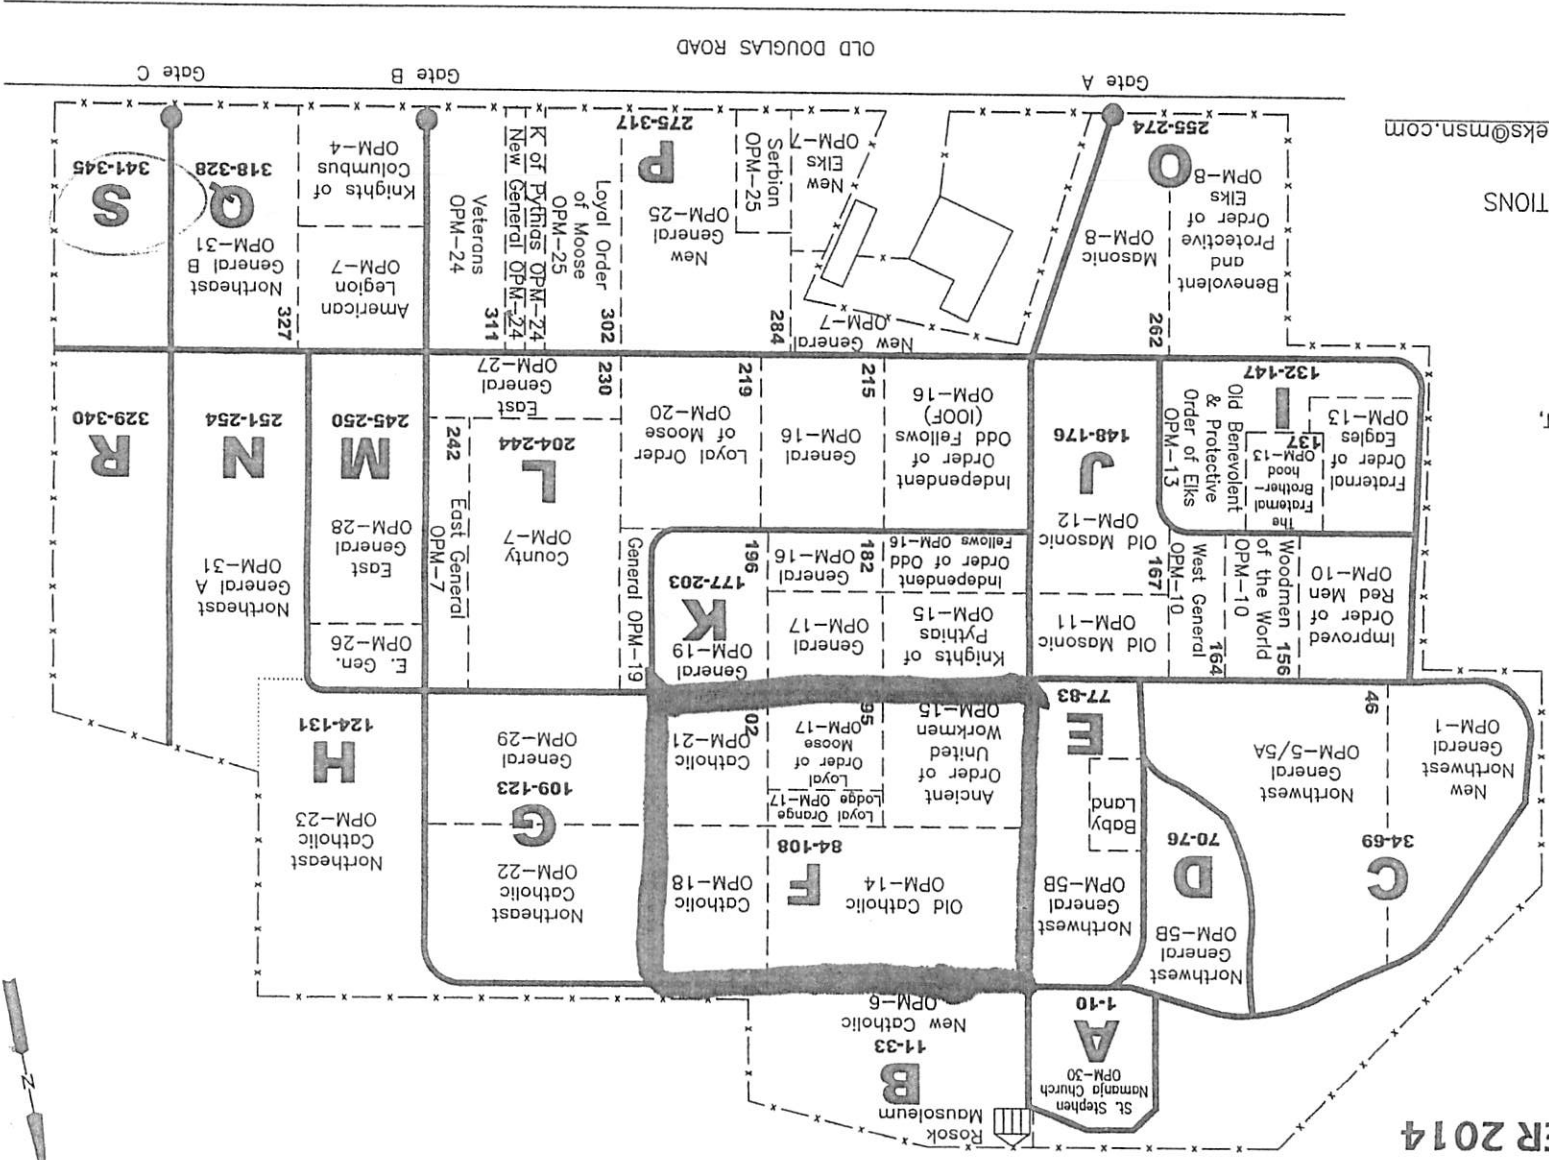 ER 2014
Rosok
Mausoleum
St. Stephen
Nemanja Church
OPM-30
A
1-10
B
11-33
New Catholic
OPM-6
N
C
34-69
Northwest
General
OPM-5/5A
46
New
Northwest
General
OPM-1
Northwest
General
OPM-5B
D
70-76
Northwest
General
OPM-5B
Baby
Land
E
77-83
Old Catholic
OPM-14
F
84-108
Catholic
OPM-18
Loyal Orange
Lodge OPM-17
Loyal
Order of
Moose
OPM-17
95
Ancient
Order of
United
Workmen
OPM-15
Catholic
OPM-21
02
Northeast
Catholic
OPM-22
G
109-123
General
OPM-29
Northeast
Catholic
OPM-23
H
124-131
Improved
Order of
Red Men
OPM-10
156
Woodmen
of the World
OPM-10
164
West General
OPM-10
Old Masonic
OPM-11
167
Old Masonic
OPM-12
J
148-176
Knights of
Pythias
OPM-15
General
OPM-17
General
OPM-19
K
177-203
196
Independent
Order of Odd
Fellows OPM-16
182
General
OPM-16
General OPM-19
County
OPM-7
L
204-244
East General
OPM-7
242
E. Gen.
OPM-26
East
General
OPM-28
M
245-250
Northeast
General A
OPM-31
N
251-254
R
329-340
Fraternal
Order of
Eagles
OPM-13
The
Fraternal
Brother-
hood
OPM-13
137
I
132-147
Old Benevolent
& Protective
Order of Elks
OPM-13
Independent
Order of
Odd Fellows
(IOOF)
OPM-16
General
OPM-16
215
Loyal Order
of Moose
OPM-20
219
230
East
General
OPM-27
262
Benevolent
and
Protective
Order of
Elks
OPM-8
O
255-274
Masonic
OPM-8
New General
OPM-7
New
Elks
OPM-7
284
Serbian
OPM-25
New
General
OPM-25
P
275-317
302
Loyal Order
of Moose
OPM-25
K of Pythias OPM-24
New General OPM-24
311
Veterans
OPM-24
American
Legion
OPM-7
Knights of
Columbus
OPM-4
327
Northeast
General B
OPM-31
Q
318-328
S
341-345
TIONS
eks@msn.com
Gate A
Gate B
Gate C
OLD DOUGLAS ROAD